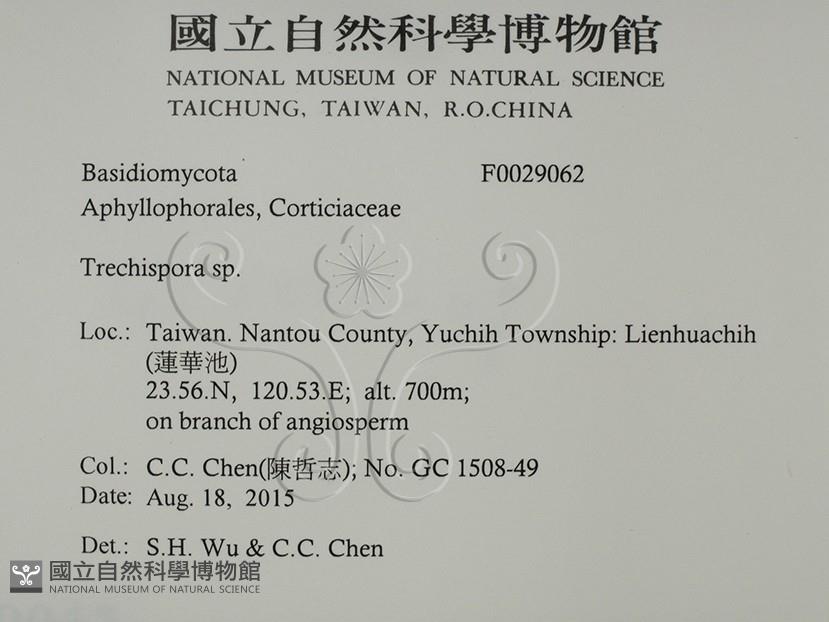 國立自然科學博物館
NATIONAL MUSEUM OF NATURAL SCIENCE
TAICHUNG, TAIWAN, R.O.CHINA
Basidiomycota F0029062
Aphyllophorales, Corticiaceae
Trechispora sp.
Loc.: Taiwan. Nantou County, Yuchih Township: Lienhuachih
(蓮華池)
23.56.N, 120.53.E; alt. 700m;
on branch of angiosperm
Col.: C.C. Chen(陳哲志); No. GC 1508-49
Date: Aug. 18, 2015
Det.: S.H. Wu & C.C. Chen
國立自然科學博物館
NATIONAL MUSEUM OF NATURAL SCIENCE